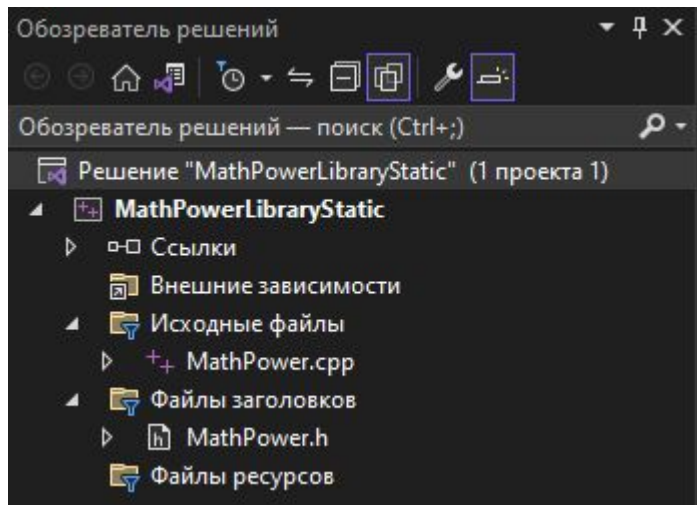 Обозреватель решений
Обозреватель решений — поиск (Ctrl+;)
Решение "MathPowerLibraryStatic" (1 проекта 1)
MathPowerLibraryStatic
Ссылки
Внешние зависимости
Исходные файлы
MathPower.cpp
Файлы заголовков
MathPower.h
Файлы ресурсов